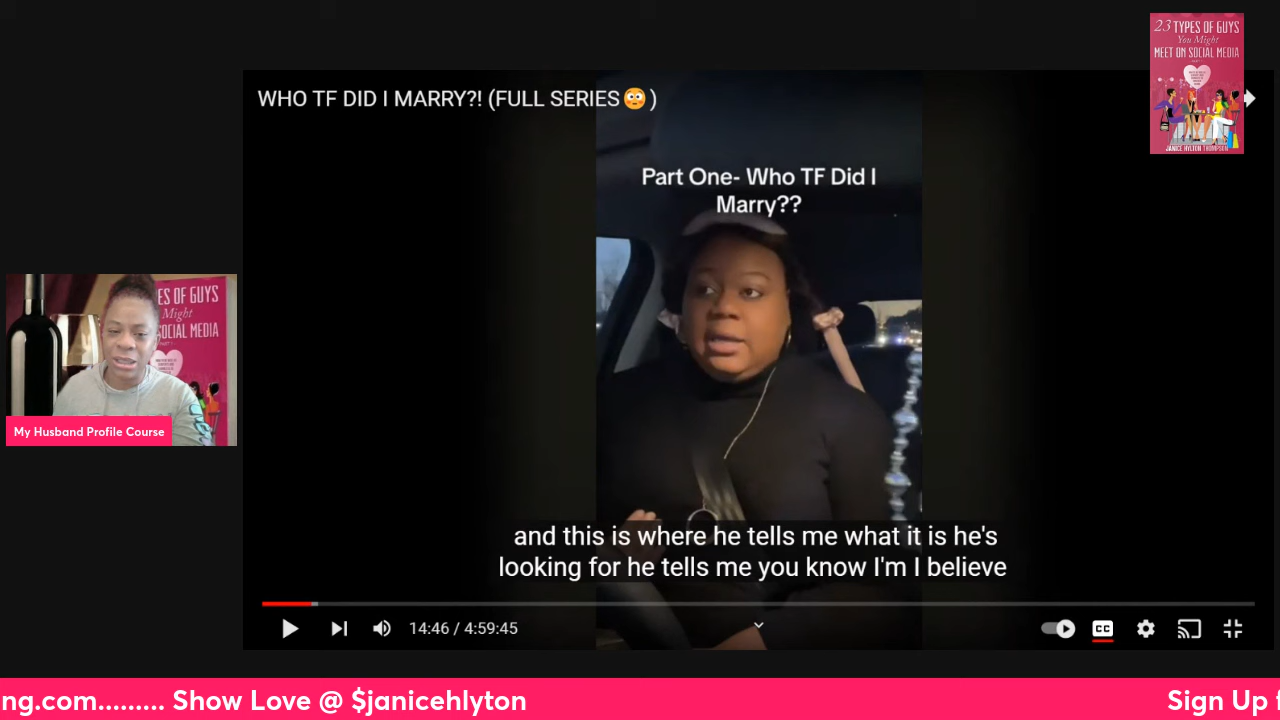 23 TYPES OF GUYS
You Might
MEET ON SOCIAL MEDIA
JANICE HYLTON THOMPSON
WHO TF DID I MARRY?! (FULL SERIES😳)
Part One- Who TF Did I
Marry??
ES OF GUYS
Might
SOCIAL MEDIA
My Husband Profile Course
and this is where he tells me what it is he's
looking for he tells me you know I'm I believe
14:46 / 4:59:45
CC
ng.com......... Show Love @ $janicehlyton
Sign Up f